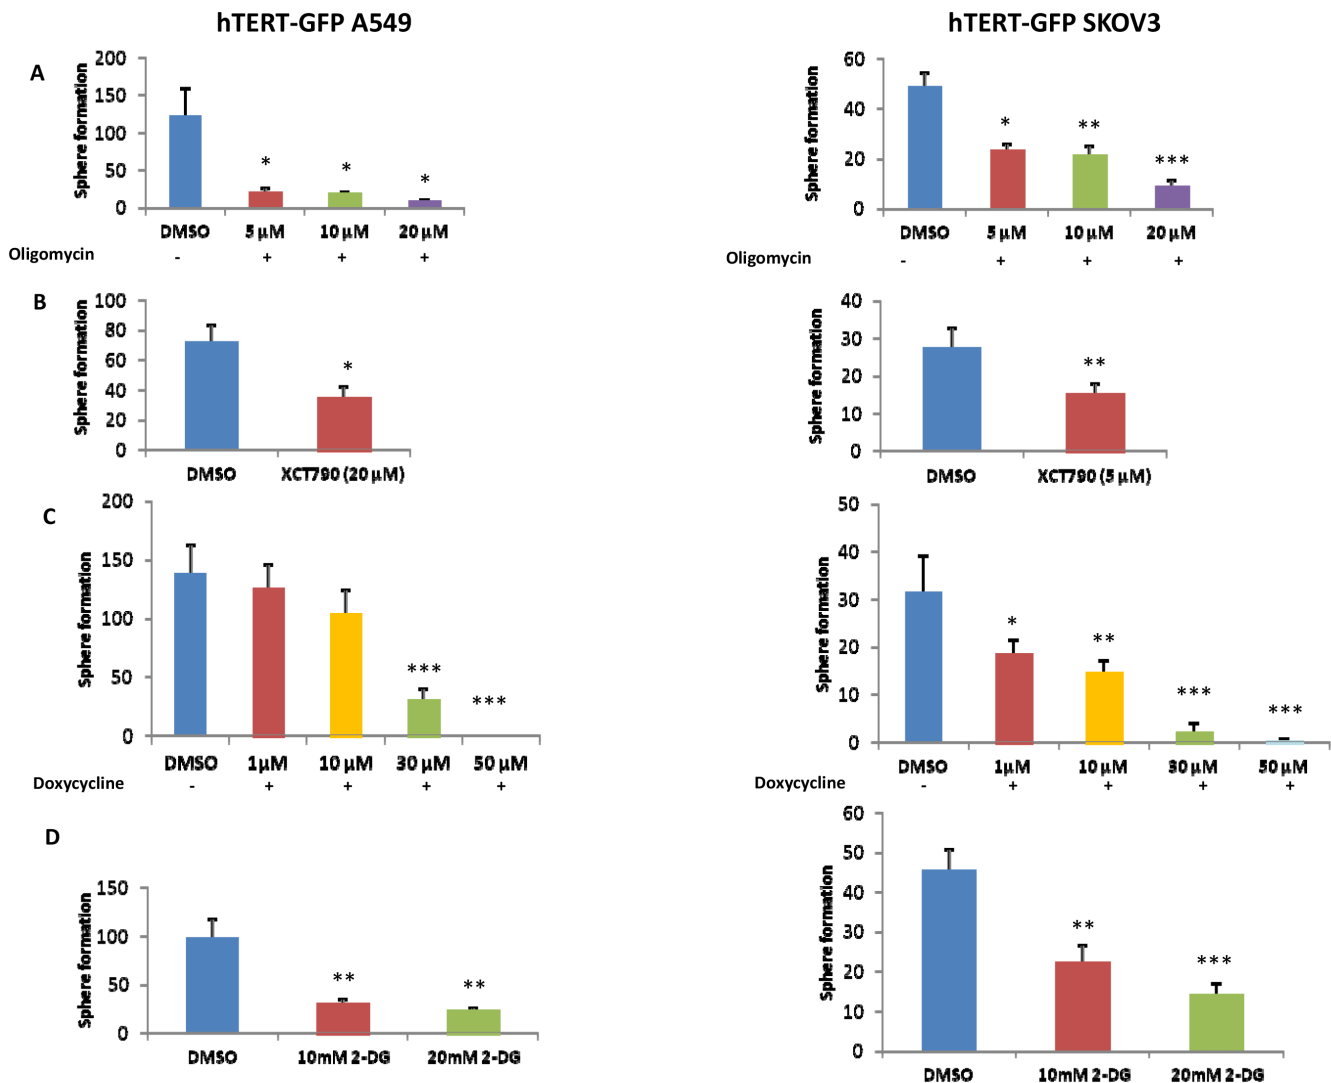 hTERT-GFP A549
hTERT-GFP SKOV3
A
Sphere formation
200
150
100
50
0
* * *
DMSO 5 µM 10 µM 20 µM
Oligomycin - + + +
Sphere formation
60
40
20
0
* ** ***
DMSO 5 µM 10 µM 20 µM
Oligomycin - + + +
B
Sphere formation
100
80
60
40
20
0
*
DMSO XCT790 (20 µM)
Sphere formation
40
30
20
10
0
**
DMSO XCT790 (5 µM)
C
Sphere formation
200
150
100
50
0
*** ***
DMSO 1µM 10 µM 30 µM 50 µM
Doxycycline - + + + +
Sphere formation
50
40
30
20
10
0
* ** *** ***
DMSO 1µM 10 µM 30 µM 50 µM
Doxycycline - + + + +
D
Sphere formation
150
100
50
0
** **
DMSO 10mM 2-DG 20mM 2-DG
Sphere formation
60
50
40
30
20
10
0
** ***
DMSO 10mM 2-DG 20mM 2-DG